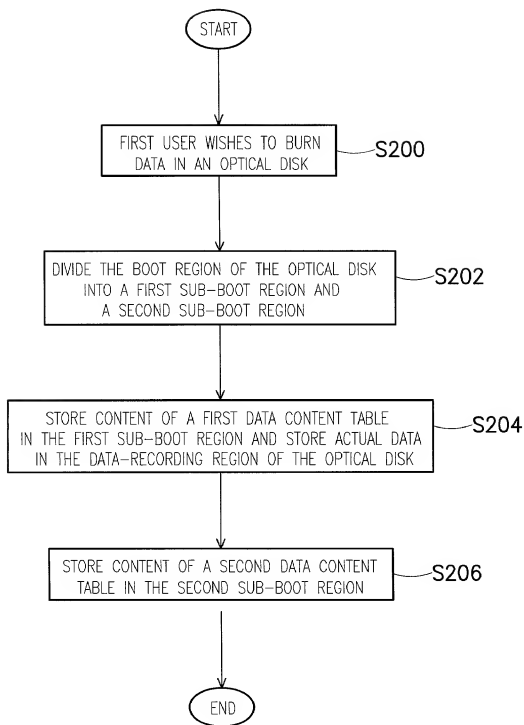 START
FIRST USER WISHES TO BURN
DATA IN AN OPTICAL DISK
S200
DIVIDE THE BOOT REGION OF THE OPTICAL DISK
INTO A FIRST SUB-BOOT REGION AND
A SECOND SUB-BOOT REGION
S202
STORE CONTENT OF A FIRST DATA CONTENT TABLE
IN THE FIRST SUB-BOOT REGION AND STORE ACTUAL DATA
IN THE DATA-RECORDING REGION OF THE OPTICAL DISK
S204
STORE CONTENT OF A SECOND DATA CONTENT
TABLE IN THE SECOND SUB-BOOT REGION
S206
END